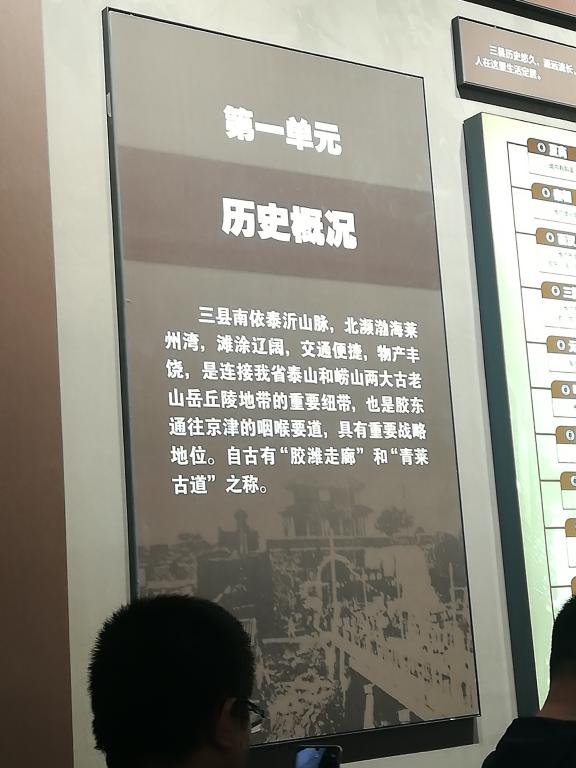 第一单元
历史概况
三县南依泰沂山脉，北濒渤海莱
州湾，滩涂辽阔，交通便捷，物产丰
饶，是连接我省泰山和崂山两大古老
山岳丘陵地带的重要纽带，也是胶东
通往京津的咽喉要道，具有重要战略
地位。自古有“胶潍走廊”和“青莱
古道”之称。
三县历史悠久，源远流长，
人在这里生活定居。